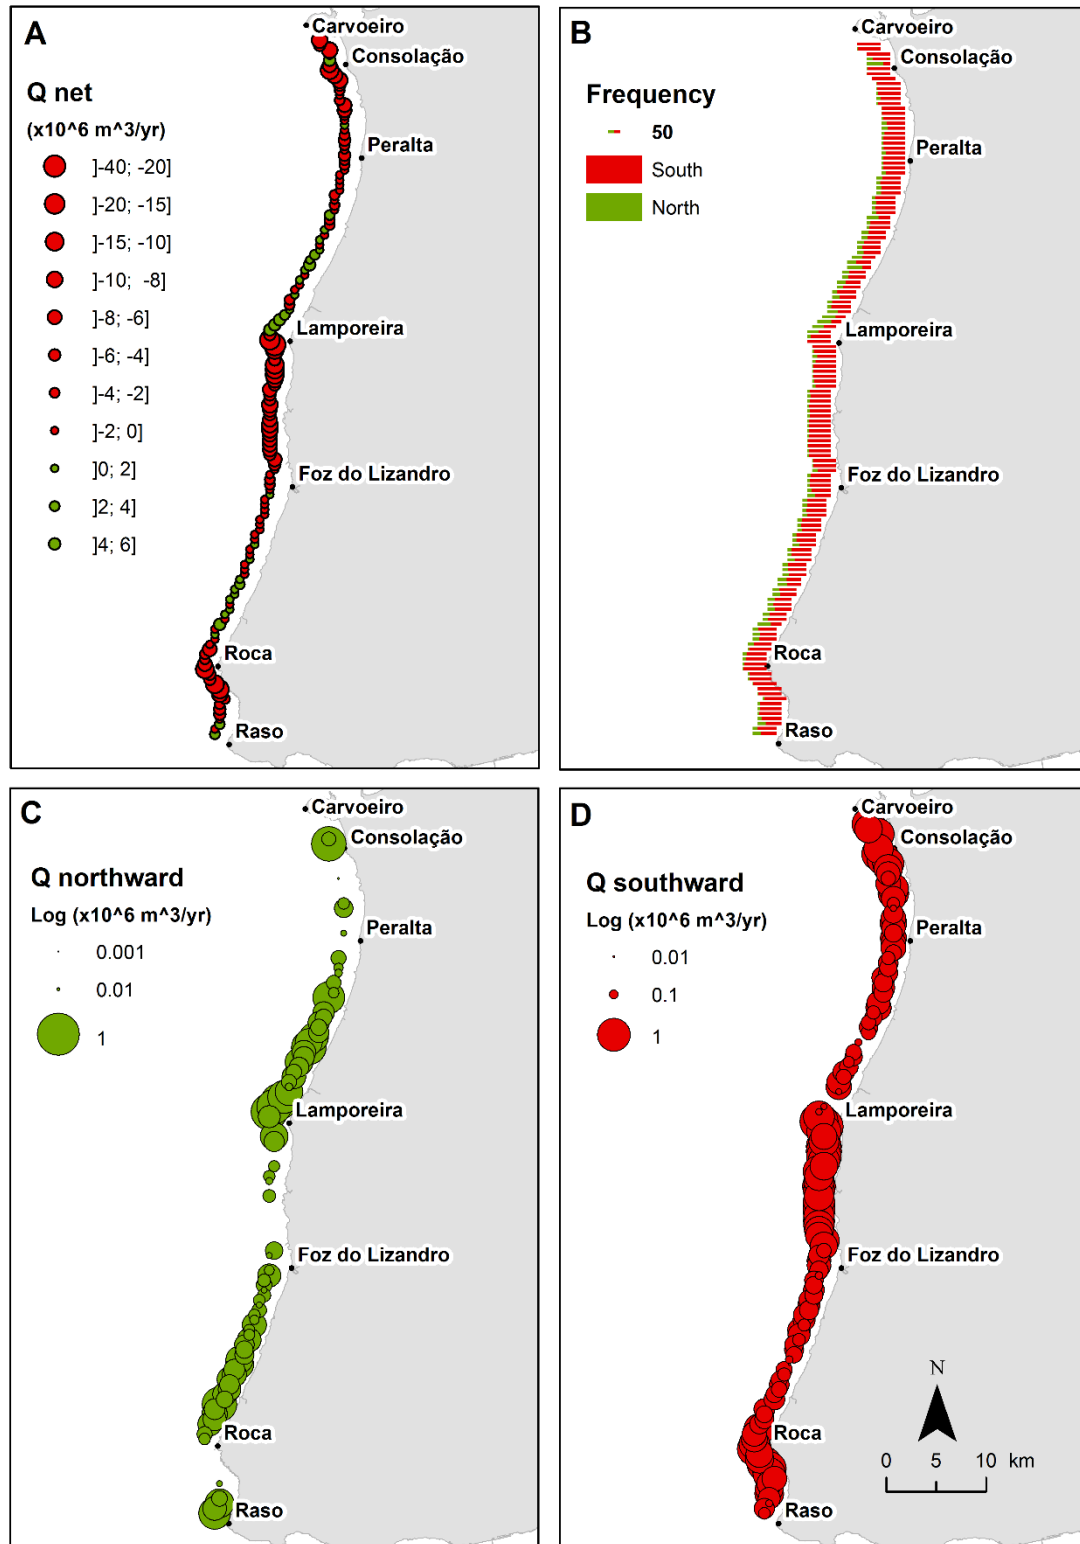 A
Carvoeiro
Consolação
Q net
(x10^6 m^3/yr)
]-40; -20]
]-20; -15]
]-15; -10]
]-10; -8]
]-8; -6]
]-6; -4]
]-4; -2]
]-2; 0]
]0; 2]
]2; 4]
]4; 6]
Peralta
Lamporeira
Foz do Lizandro
Roca
Raso
B
Carvoeiro
Consolação
Frequency
50
South
North
Peralta
Lamporeira
Foz do Lizandro
Roca
Raso
C
Carvoeiro
Consolação
Q northward
Log (x10^6 m^3/yr)
0.001
0.01
1
Peralta
Lamporeira
Foz do Lizandro
Roca
Raso
D
Carvoeiro
Consolação
Q southward
Log (x10^6 m^3/yr)
0.01
0.1
1
Peralta
Lamporeira
Foz do Lizandro
Roca
Raso
N
0 5 10 km